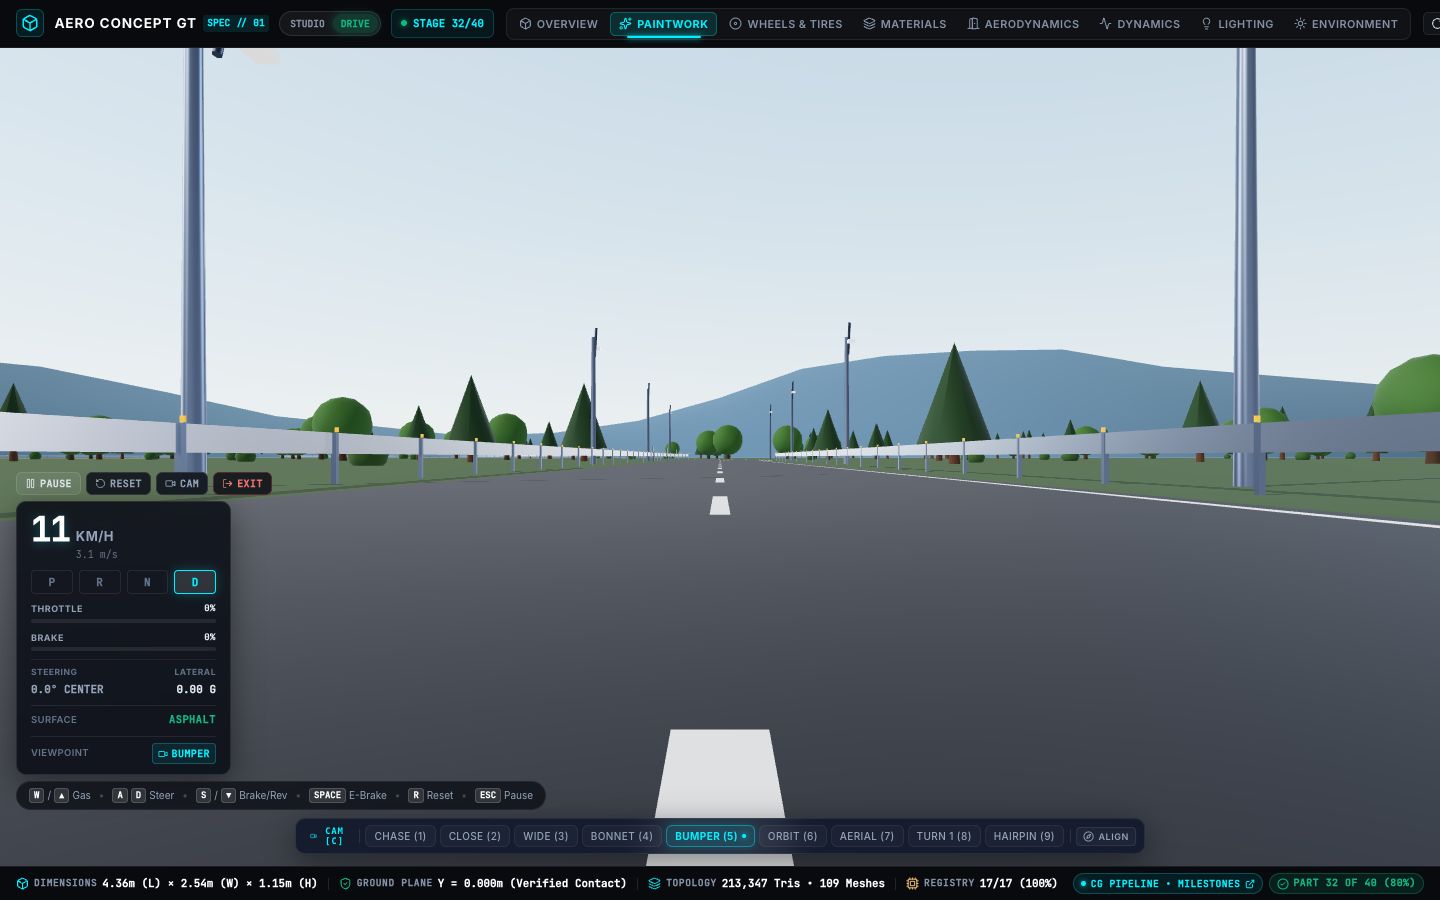 AERO CONCEPT GT SPEC // 01 STUDIO DRIVE STAGE 32/40 OVERVIEW PAINTWORK WHEELS & TIRES MATERIALS AERODYNAMICS DYNAMICS LIGHTING ENVIRONMENT
PAUSE RESET CAM EXIT
11 KM/H
3.1 m/s
P R N D
THROTTLE 0%
BRAKE 0%
STEERING LATERAL
0.0° CENTER 0.00 G
SURFACE ASPHALT
VIEWPOINT BUMPER
W / ▲ Gas • A D Steer • S / ▼ Brake/Rev • SPACE E-Brake • R Reset • ESC Pause
CAM [C] CHASE (1) CLOSE (2) WIDE (3) BONNET (4) BUMPER (5) ORBIT (6) AERIAL (7) TURN 1 (8) HAIRPIN (9) ALIGN
DIMENSIONS 4.36m (L) × 2.54m (W) × 1.15m (H) GROUND PLANE Y = 0.000m (Verified Contact) TOPOLOGY 213,347 Tris • 109 Meshes REGISTRY 17/17 (100%) CG PIPELINE • MILESTONES PART 32 OF 40 (80%)